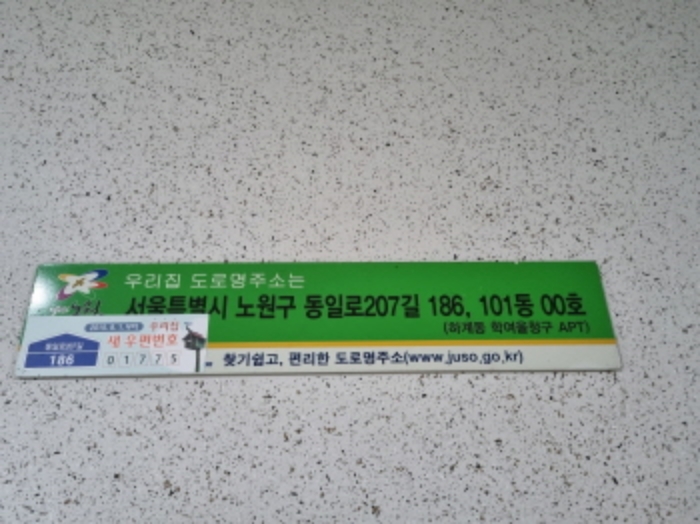 우리집 도로명주소는
서울특별시 노원구 동일로207길 186, 101동 00호
(하계동 학여울청구 APT)
우리집
새우편번호
186
01775
찾기쉽고, 편리한 도로명주소(www.juso.go.kr)